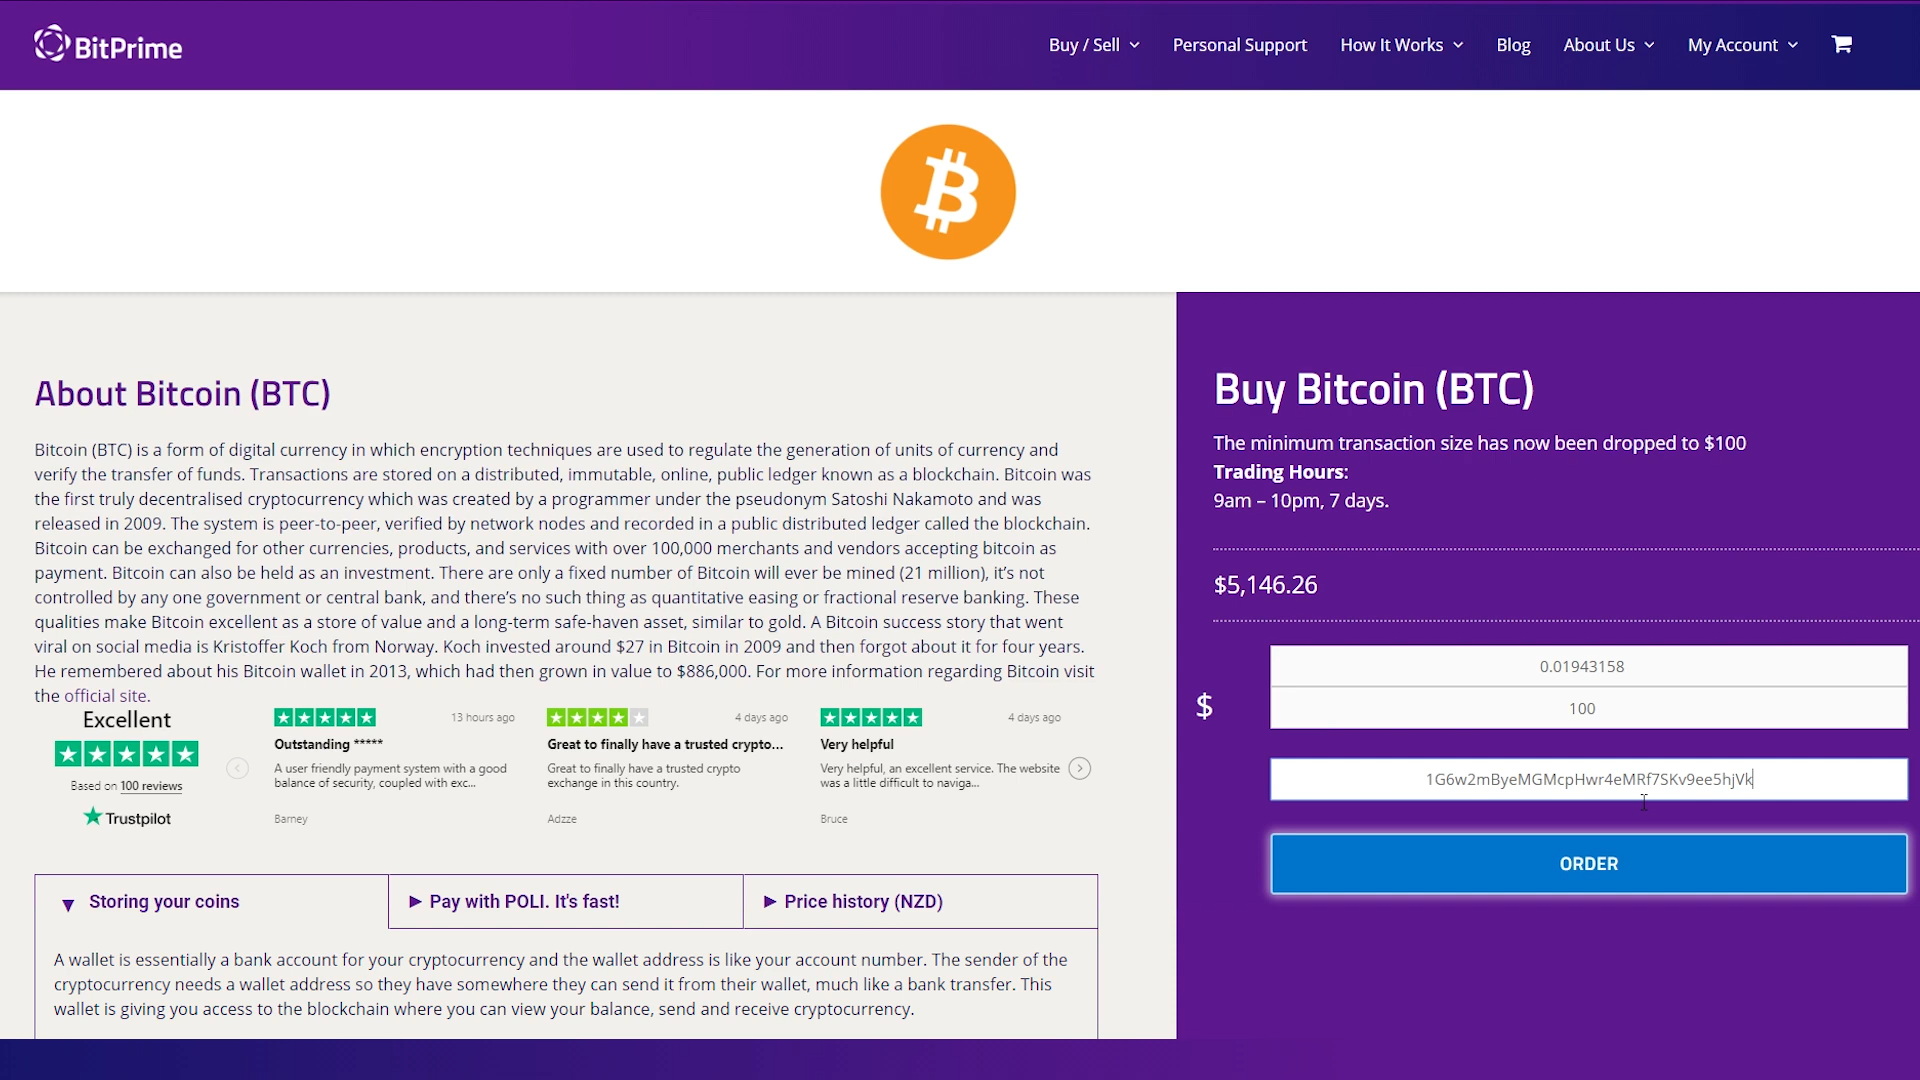 BitPrime
Buy / Sell
Personal Support
How It Works
Blog
About Us
My Account
About Bitcoin (BTC)
Bitcoin (BTC) is a form of digital currency in which encryption techniques are used to regulate the generation of units of currency and
verify the transfer of funds. Transactions are stored on a distributed, immutable, online, public ledger known as a blockchain. Bitcoin was
the first truly decentralised cryptocurrency which was created by a programmer under the pseudonym Satoshi Nakamoto and was
released in 2009. The system is peer-to-peer, verified by network nodes and recorded in a public distributed ledger called the blockchain.
Bitcoin can be exchanged for other currencies, products, and services with over 100,000 merchants and vendors accepting bitcoin as
payment. Bitcoin can also be held as an investment. There are only a fixed number of Bitcoin will ever be mined (21 million), it's not
controlled by any one government or central bank, and there's no such thing as quantitative easing or fractional reserve banking. These
qualities make Bitcoin excellent as a store of value and a long-term safe-haven asset, similar to gold. A Bitcoin success story that went
viral on social media is Kristoffer Koch from Norway. Koch invested around $27 in Bitcoin in 2009 and then forgot about it for four years.
He remembered about his Bitcoin wallet in 2013, which had then grown in value to $886,000. For more information regarding Bitcoin visit
the official site.
Excellent
Based on 100 reviews
Trustpilot
13 hours ago
Outstanding *****
A user friendly payment system with a good
balance of security, coupled with exc...
Barney
4 days ago
Great to finally have a trusted crypto...
Great to finally have a trusted crypto
exchange in this country.
Adzze
4 days ago
Very helpful
Very helpful, an excellent service. The website
was a little difficult to naviga...
Bruce
▼ Storing your coins
▶ Pay with POLI. It's fast!
▶ Price history (NZD)
A wallet is essentially a bank account for your cryptocurrency and the wallet address is like your account number. The sender of the
cryptocurrency needs a wallet address so they have somewhere they can send it from their wallet, much like a bank transfer. This
wallet is giving you access to the blockchain where you can view your balance, send and receive cryptocurrency.
Buy Bitcoin (BTC)
The minimum transaction size has now been dropped to $100
Trading Hours:
9am – 10pm, 7 days.
$5,146.26
0.01943158
$
100
1G6w2mByeMGMcpHwr4eMRf7SKv9ee5hjVk
ORDER